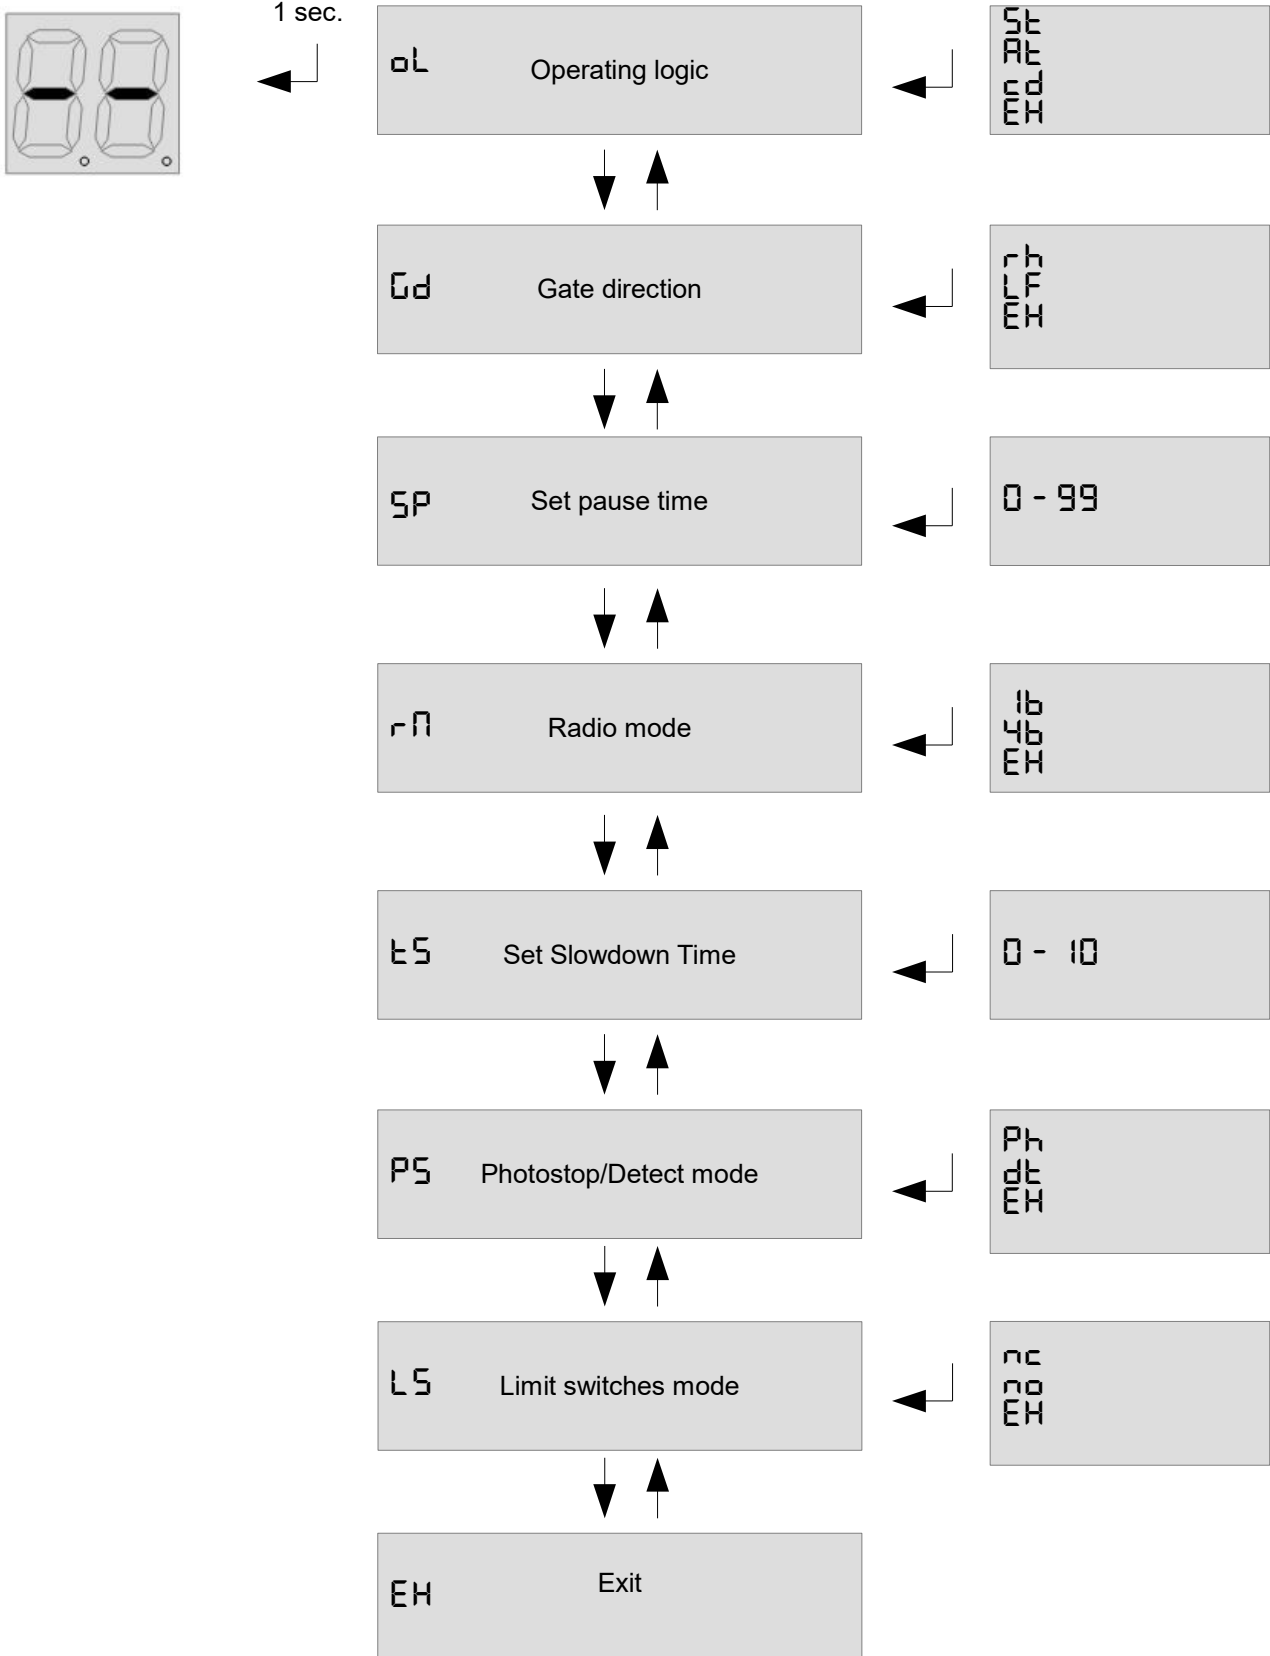 1 sec.
oL Operating logic
St
At
cd
EH
Gd Gate direction
rh
LF
EH
SP Set pause time
0 - 99
rM Radio mode
1b
4b
EH
tS Set Slowdown Time
0 - 10
PS Photostop/Detect mode
Ph
dt
EH
LS Limit switches mode
nc
no
EH
EH Exit